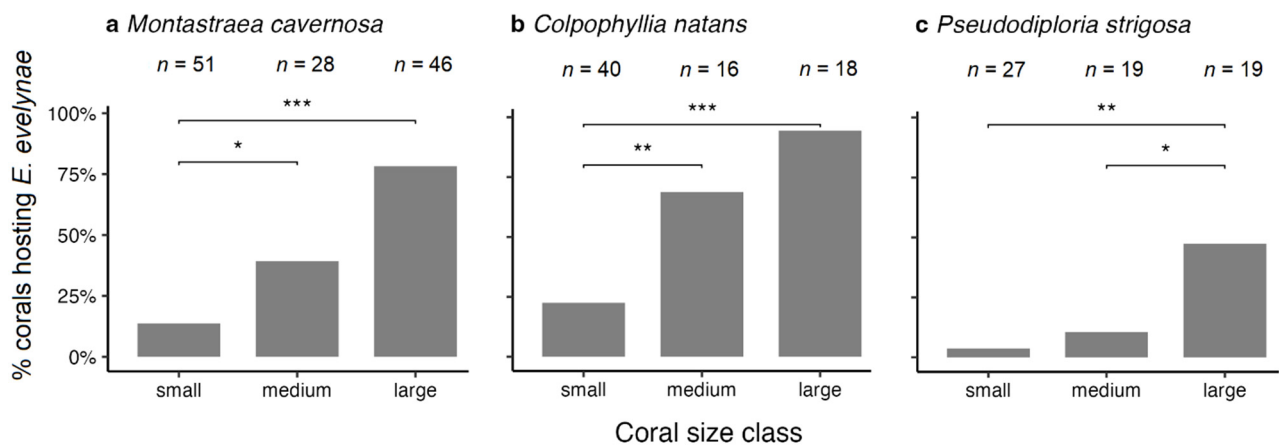 a Montastraea cavernosa
n = 51 n = 28 n = 46
b Colpophyllia natans
n = 40 n = 16 n = 18
c Pseudodiploria strigosa
n = 27 n = 19 n = 19
% corals hosting E. evelynae
100%
75%
50%
25%
0%
***
*
***
**
**
*
small medium large
small medium large
small medium large
Coral size class